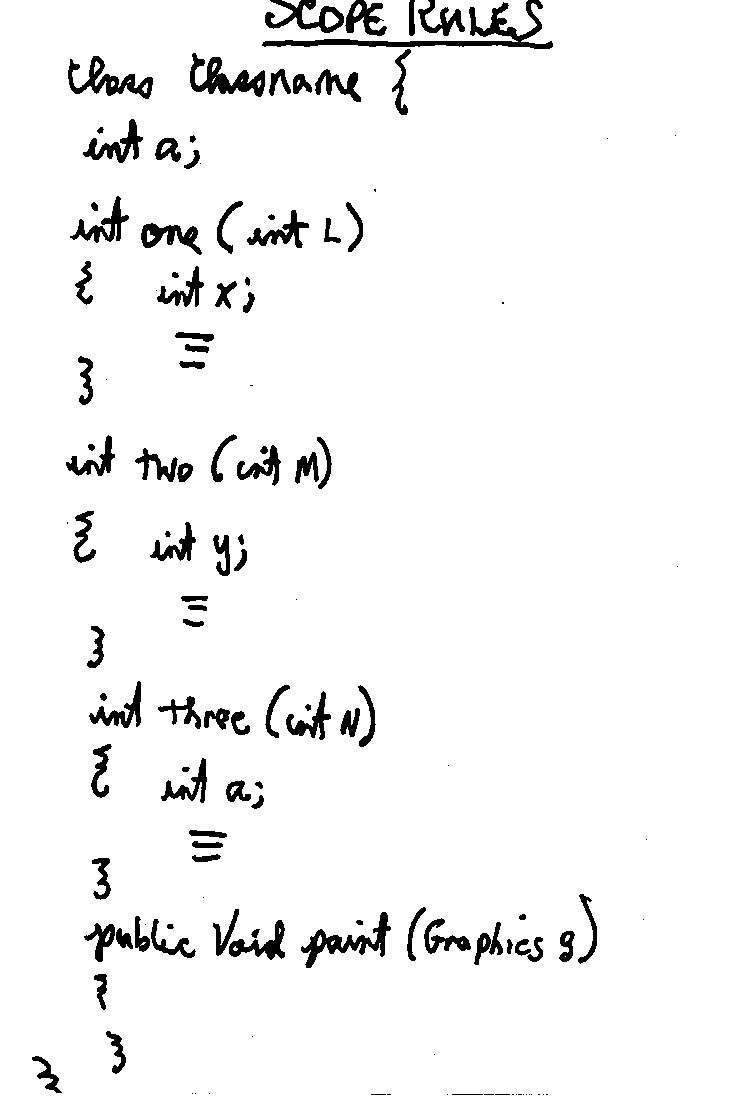 SCOPE RULES
class classname {
int a;
int one (int L)
{ int x;
}
int two (int M)
{ int y;
}
int three (int N)
{ int a;
}
public Void paint (Graphics g)
{
}
}